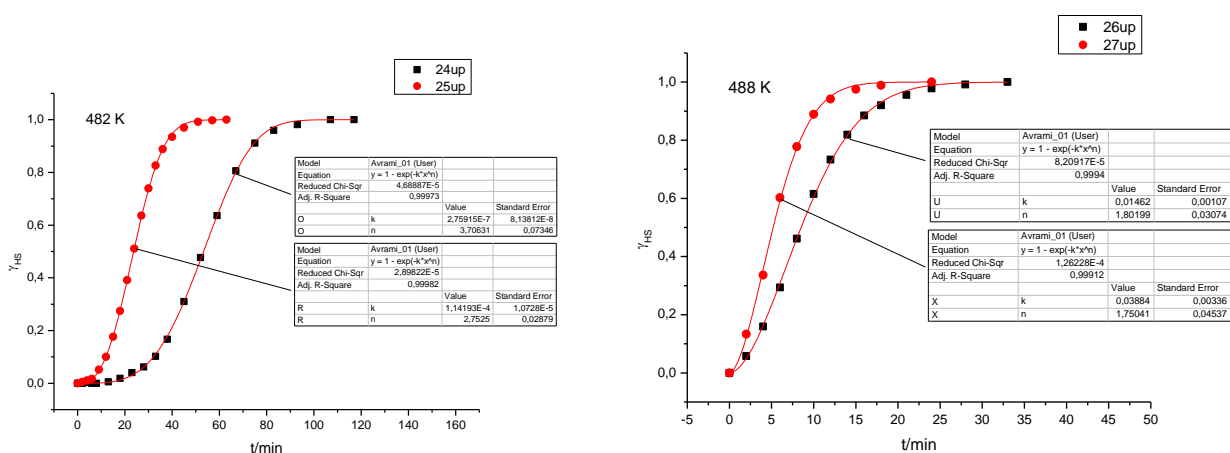 24up
25up
482 K
1,0
0,8
0,6
0,4
0,2
0,0
γHS
0 20 40 60 80 100 120 140 160
t/min
Model Avrami_01 (User)
Equation y = 1 - exp(-k*x^n)
Reduced Chi-Sqr 4,68887E-5
Adj. R-Square 0,99973
Value Standard Error
O k 2,75915E-7 8,13812E-8
O n 3,70631 0,07346
Model Avrami_01 (User)
Equation y = 1 - exp(-k*x^n)
Reduced Chi-Sqr 2,89822E-5
Adj. R-Square 0,99982
Value Standard Error
R k 1,14193E-4 1,0728E-5
R n 2,7525 0,02879
26up
27up
488 K
1,0
0,8
0,6
0,4
0,2
0,0
γHS
-5 0 5 10 15 20 25 30 35 40 45 50
t/min
Model Avrami_01 (User)
Equation y = 1 - exp(-k*x^n)
Reduced Chi-Sqr 8,20917E-5
Adj. R-Square 0,9994
Value Standard Error
U k 0,01462 0,00107
U n 1,80199 0,03074
Model Avrami_01 (User)
Equation y = 1 - exp(-k*x^n)
Reduced Chi-Sqr 1,26228E-4
Adj. R-Square 0,99912
Value Standard Error
X k 0,03884 0,00336
X n 1,75041 0,04537